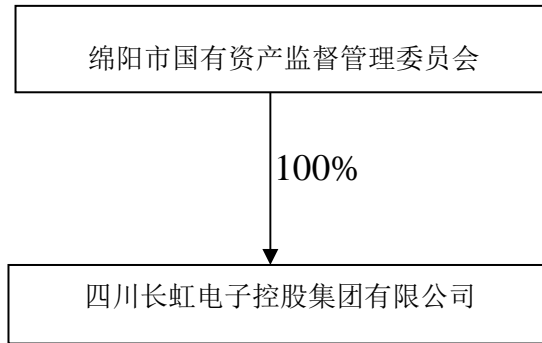 绵阳市国有资产监督管理委员会
100%
四川长虹电子控股集团有限公司